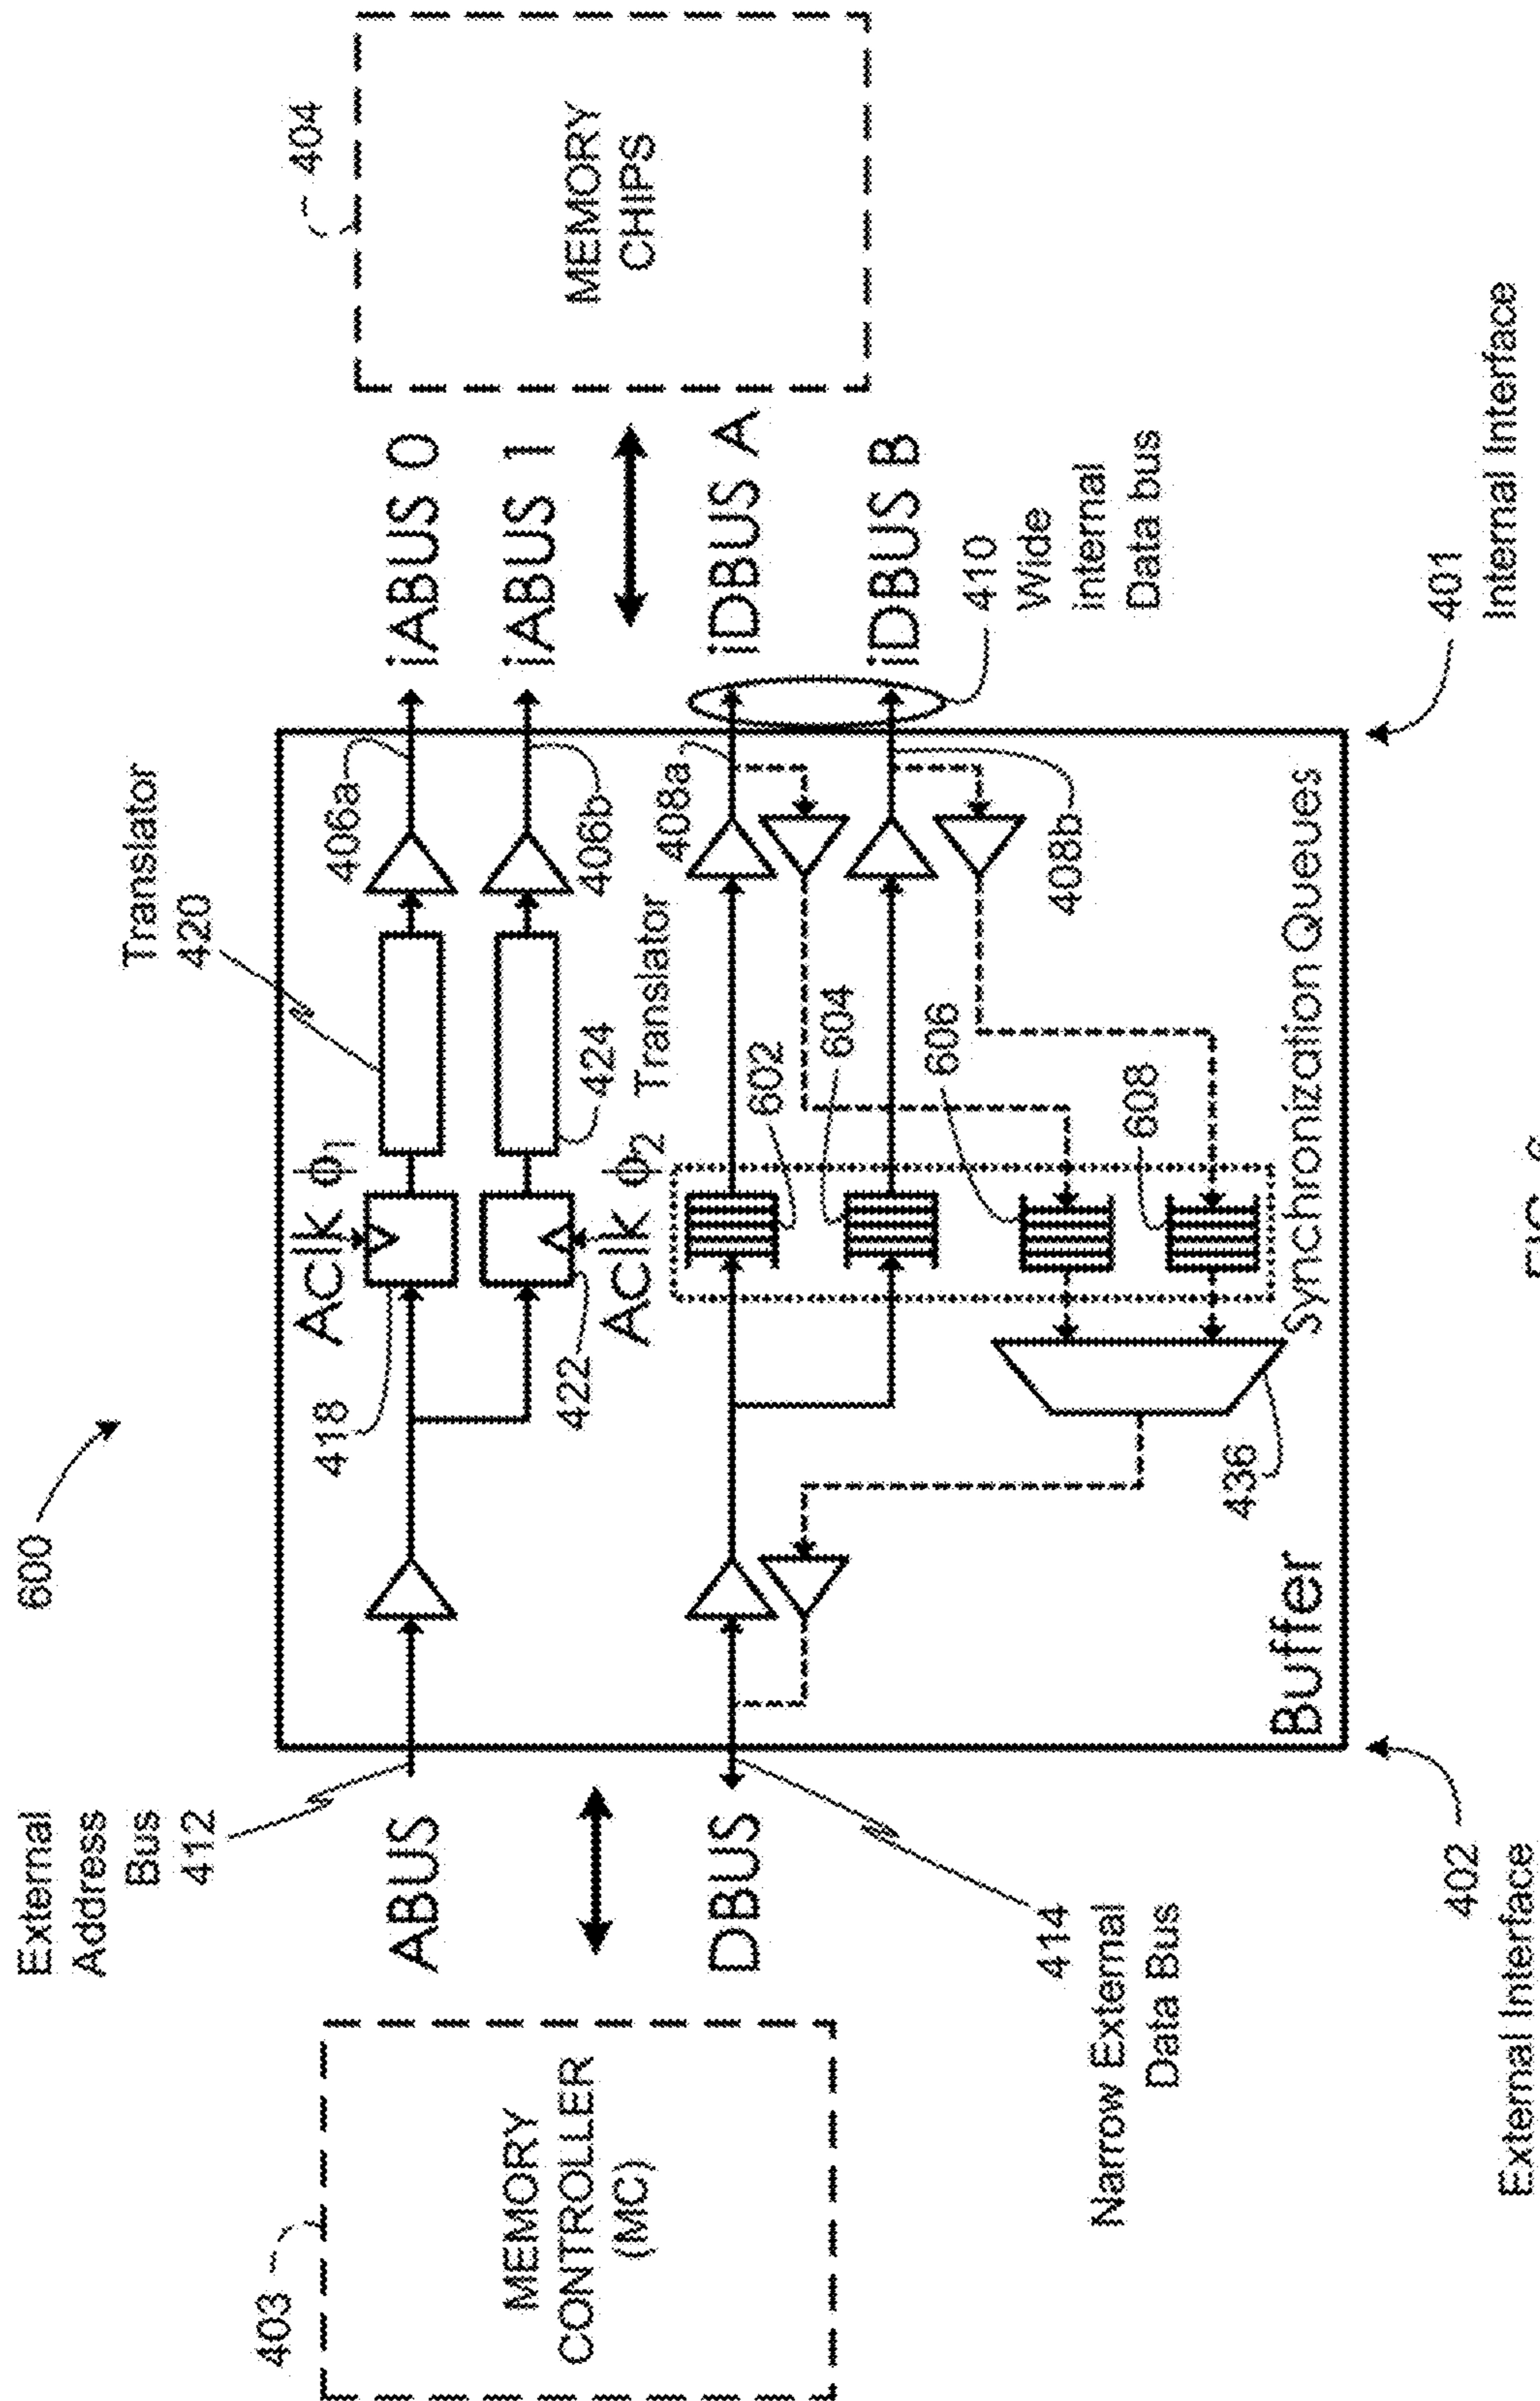 600
External
Address
Bus
412
Translator
420
403
404
418
Aclk ϕ1
406a
ABUS
iABUS 0
MEMORY
CONTROLLER
(MC)
iABUS 1
MEMORY
CHIPS
422
424
406b
Aclk ϕ2
Translator
408a
DBUS
iDBUS A
602
604
iDBUS B
606
410
Wide
internal
Data bus
414
Narrow External
Data Bus
608
408b
436
Buffer
Synchronization Queues
402
External Interface
401
Internal Interface